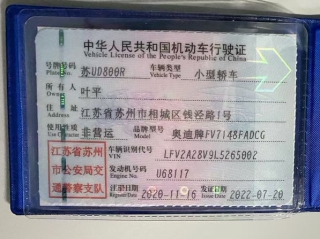 中华人民共和国机动车行驶证
Vehicle License of the People's Republic of China
号牌号码 苏UD800R 车辆类型 小型轿车
Plate No. Vehicle Type
所有人 叶平
Owner
住址 江苏省苏州市相城区钱泾路1号
Address
使用性质 非营运 品牌型号 奥迪牌FV7148FADCG
Use Character Model
江苏省苏州 车辆识别代号 LFV2A28V9L5265002
VIN
市公安局交 发动机号码 U68117
Engine No.
通警察支队 注册日期 2020-11-16 发证日期 2022-07-20
Register Date Issue Date